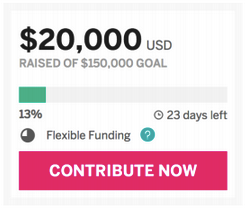 $20,000 USD
RAISED OF $150,000 GOAL
13%
23 days left
Flexible Funding ?
CONTRIBUTE NOW